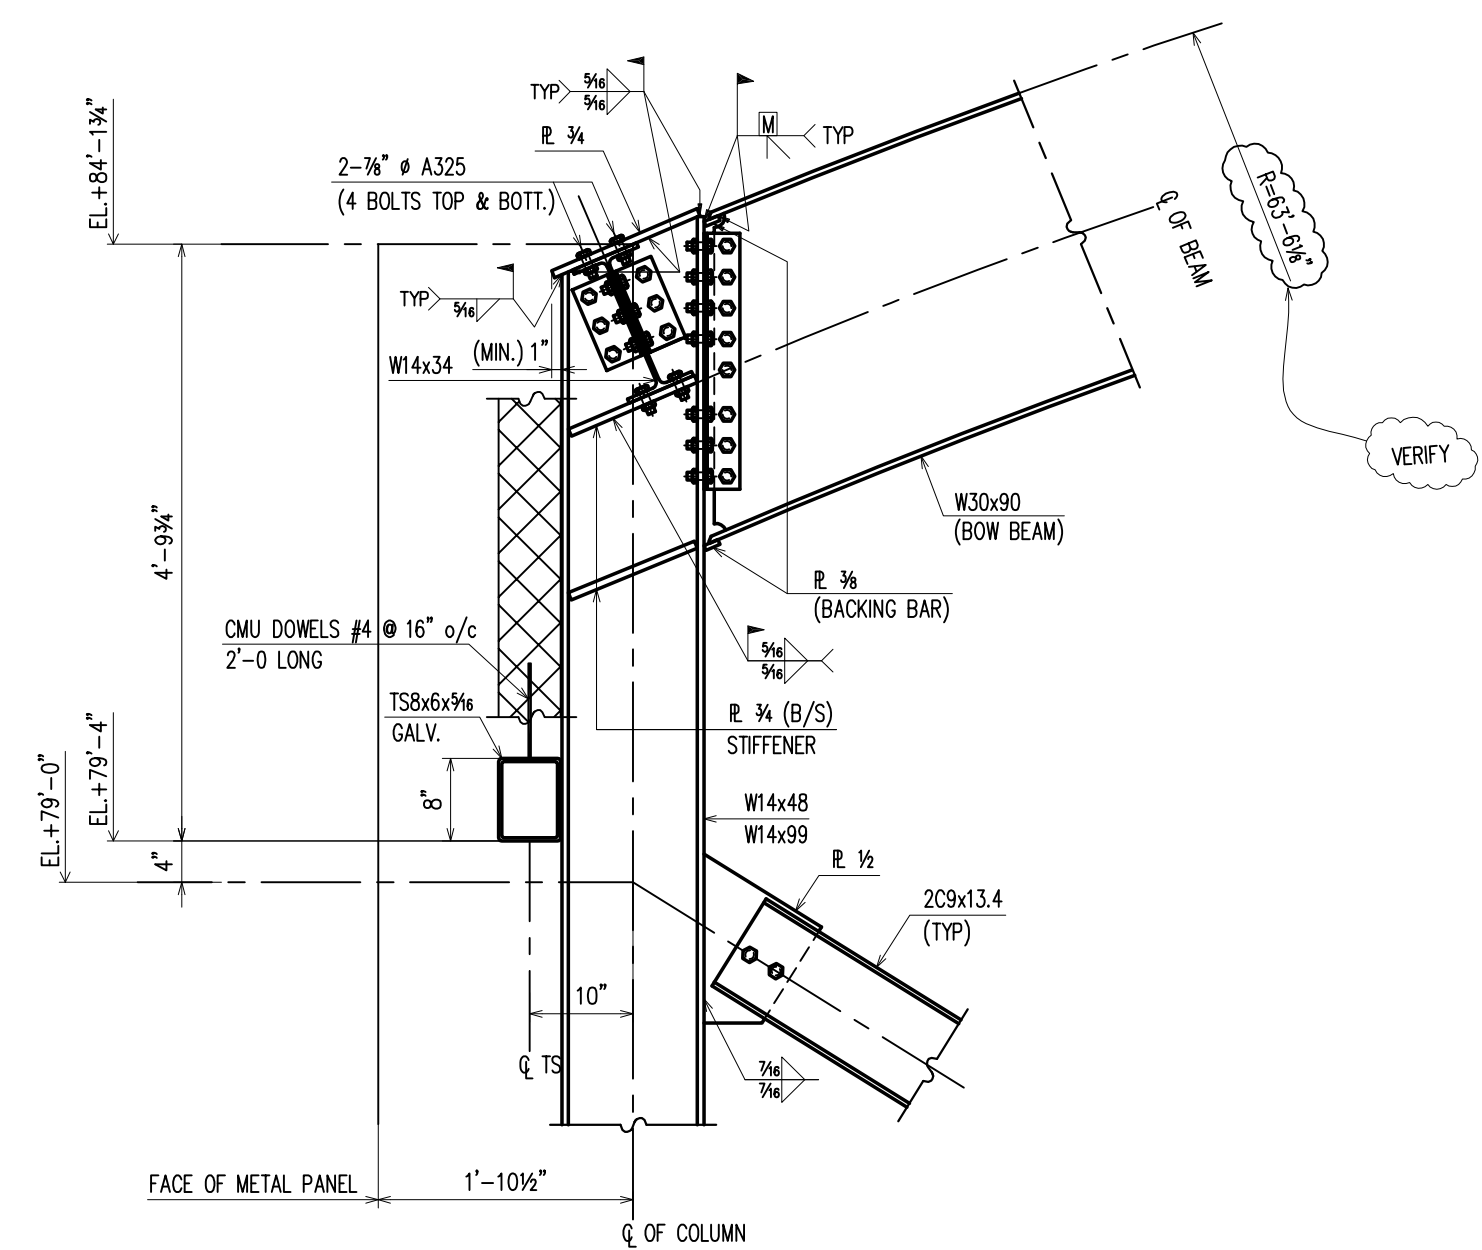 5/16
TYP
5/16
M
TYP
℄ 3/4
2-7/8" ø A325
(4 BOLTS TOP & BOTT.)
EL.+84'-1 3/4"
R=63'-6 1/8"
℄ OF BEAM
TYP
5/16
(MIN.) 1"
W14x34
VERIFY
W30x90
(BOW BEAM)
4'-9 3/4"
PL 3/8
(BACKING BAR)
CMU DOWELS #4 @ 16" o/c
2'-0 LONG
5/16
5/16
TS8x6x5/16
GALV.
PL 3/4 (B/S)
STIFFENER
EL.+79'-4"
EL.+79'-0"
8"
W14x48
W14x99
4"
PL 1/2
2C9x13.4
(TYP)
10"
℄ TS
7/16
7/16
FACE OF METAL PANEL
1'-10 1/2"
℄ OF COLUMN